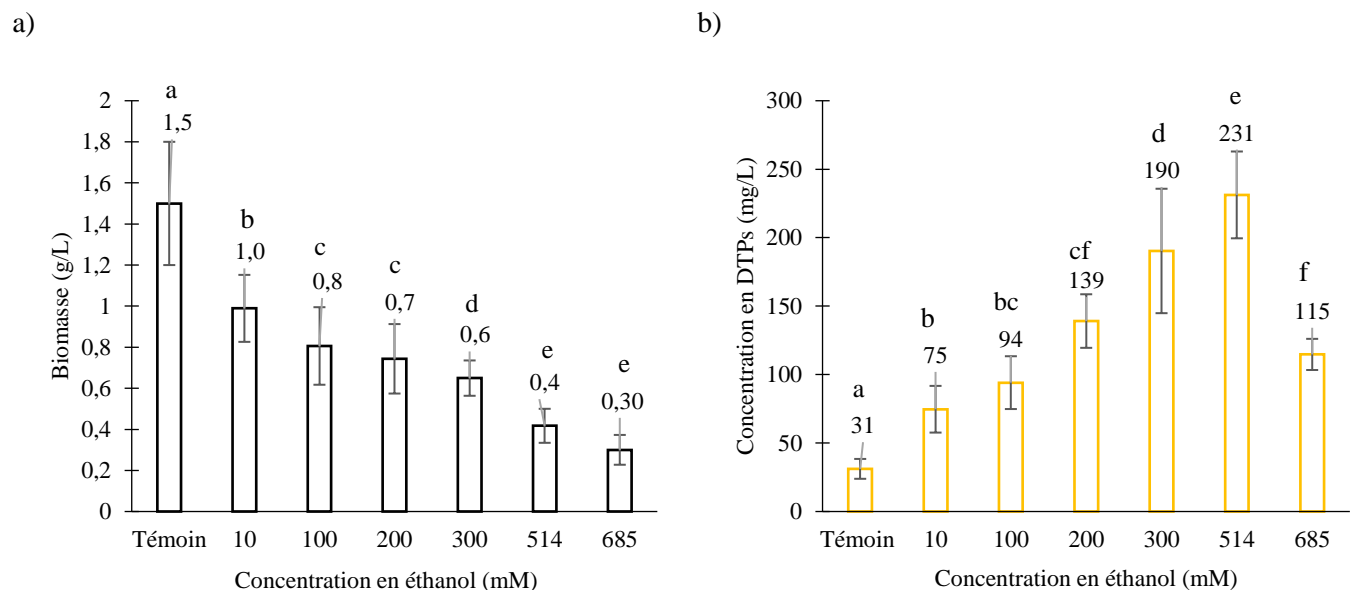 a)
a
1,5
b
1,0
c
0,8
c
0,7
d
0,6
e
0,4
e
0,30
2
1,8
1,6
1,4
1,2
1
0,8
0,6
0,4
0,2
0
Biomasse (g/L)
Témoin 10 100 200 300 514 685
Concentration en éthanol (mM)
b)
a
31
b
75
bc
94
cf
139
d
190
e
231
f
115
300
250
200
150
100
50
0
Concentration en DTPs (mg/L)
Témoin 10 100 200 300 514 685
Concentration en éthanol (mM)